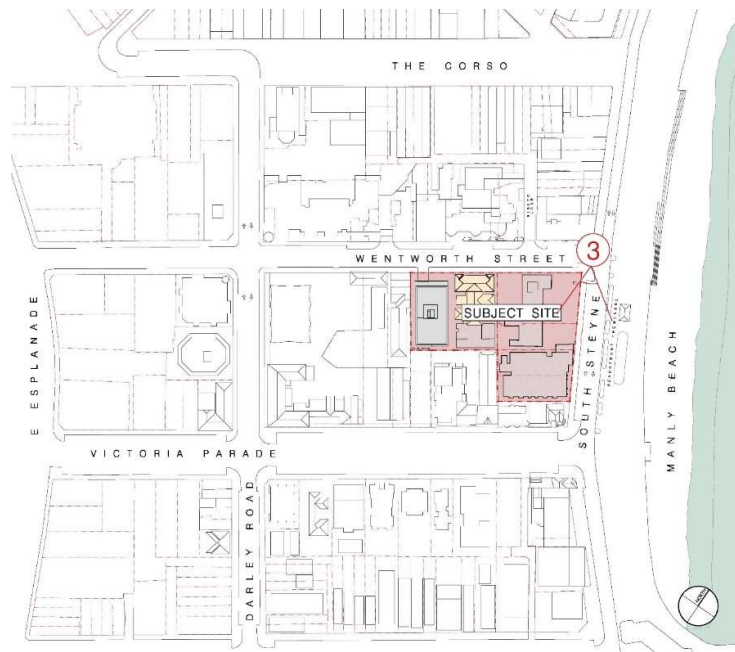 THE CORSO
WENTWORTH STREET
3
SUBJECT SITE
E ESPLANADE
SOUTH STEYNE
MANLY BEACH
VICTORIA PARADE
DARLEY ROAD